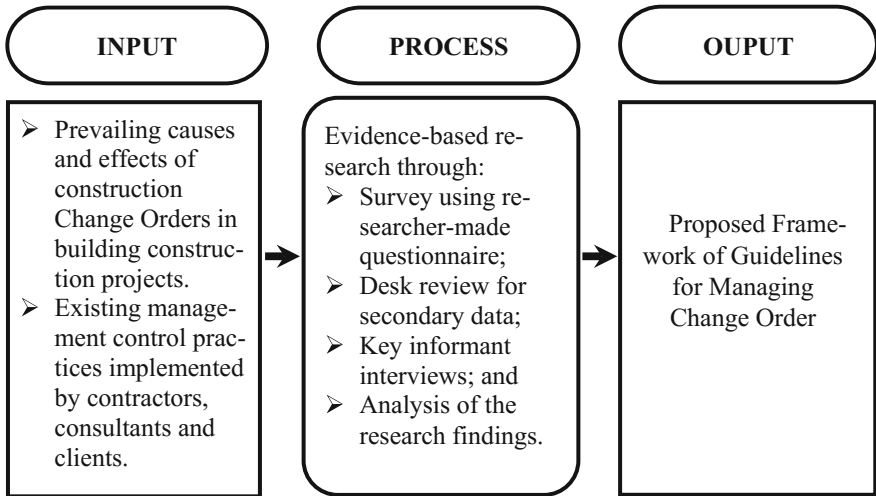 INPUT
PROCESS
OUPUT
➢ Prevailing causes
and effects of
construction
Change Orders in
building construc-
tion projects.
➢ Existing manage-
ment control prac-
tices implemented
by contractors,
consultants and
clients.
Evidence-based re-
search through:
➢ Survey using re-
searcher-made
questionnaire;
➢ Desk review for
secondary data;
➢ Key informant
interviews; and
➢ Analysis of the
research findings.
Proposed Frame-
work of Guidelines
for Managing
Change Order